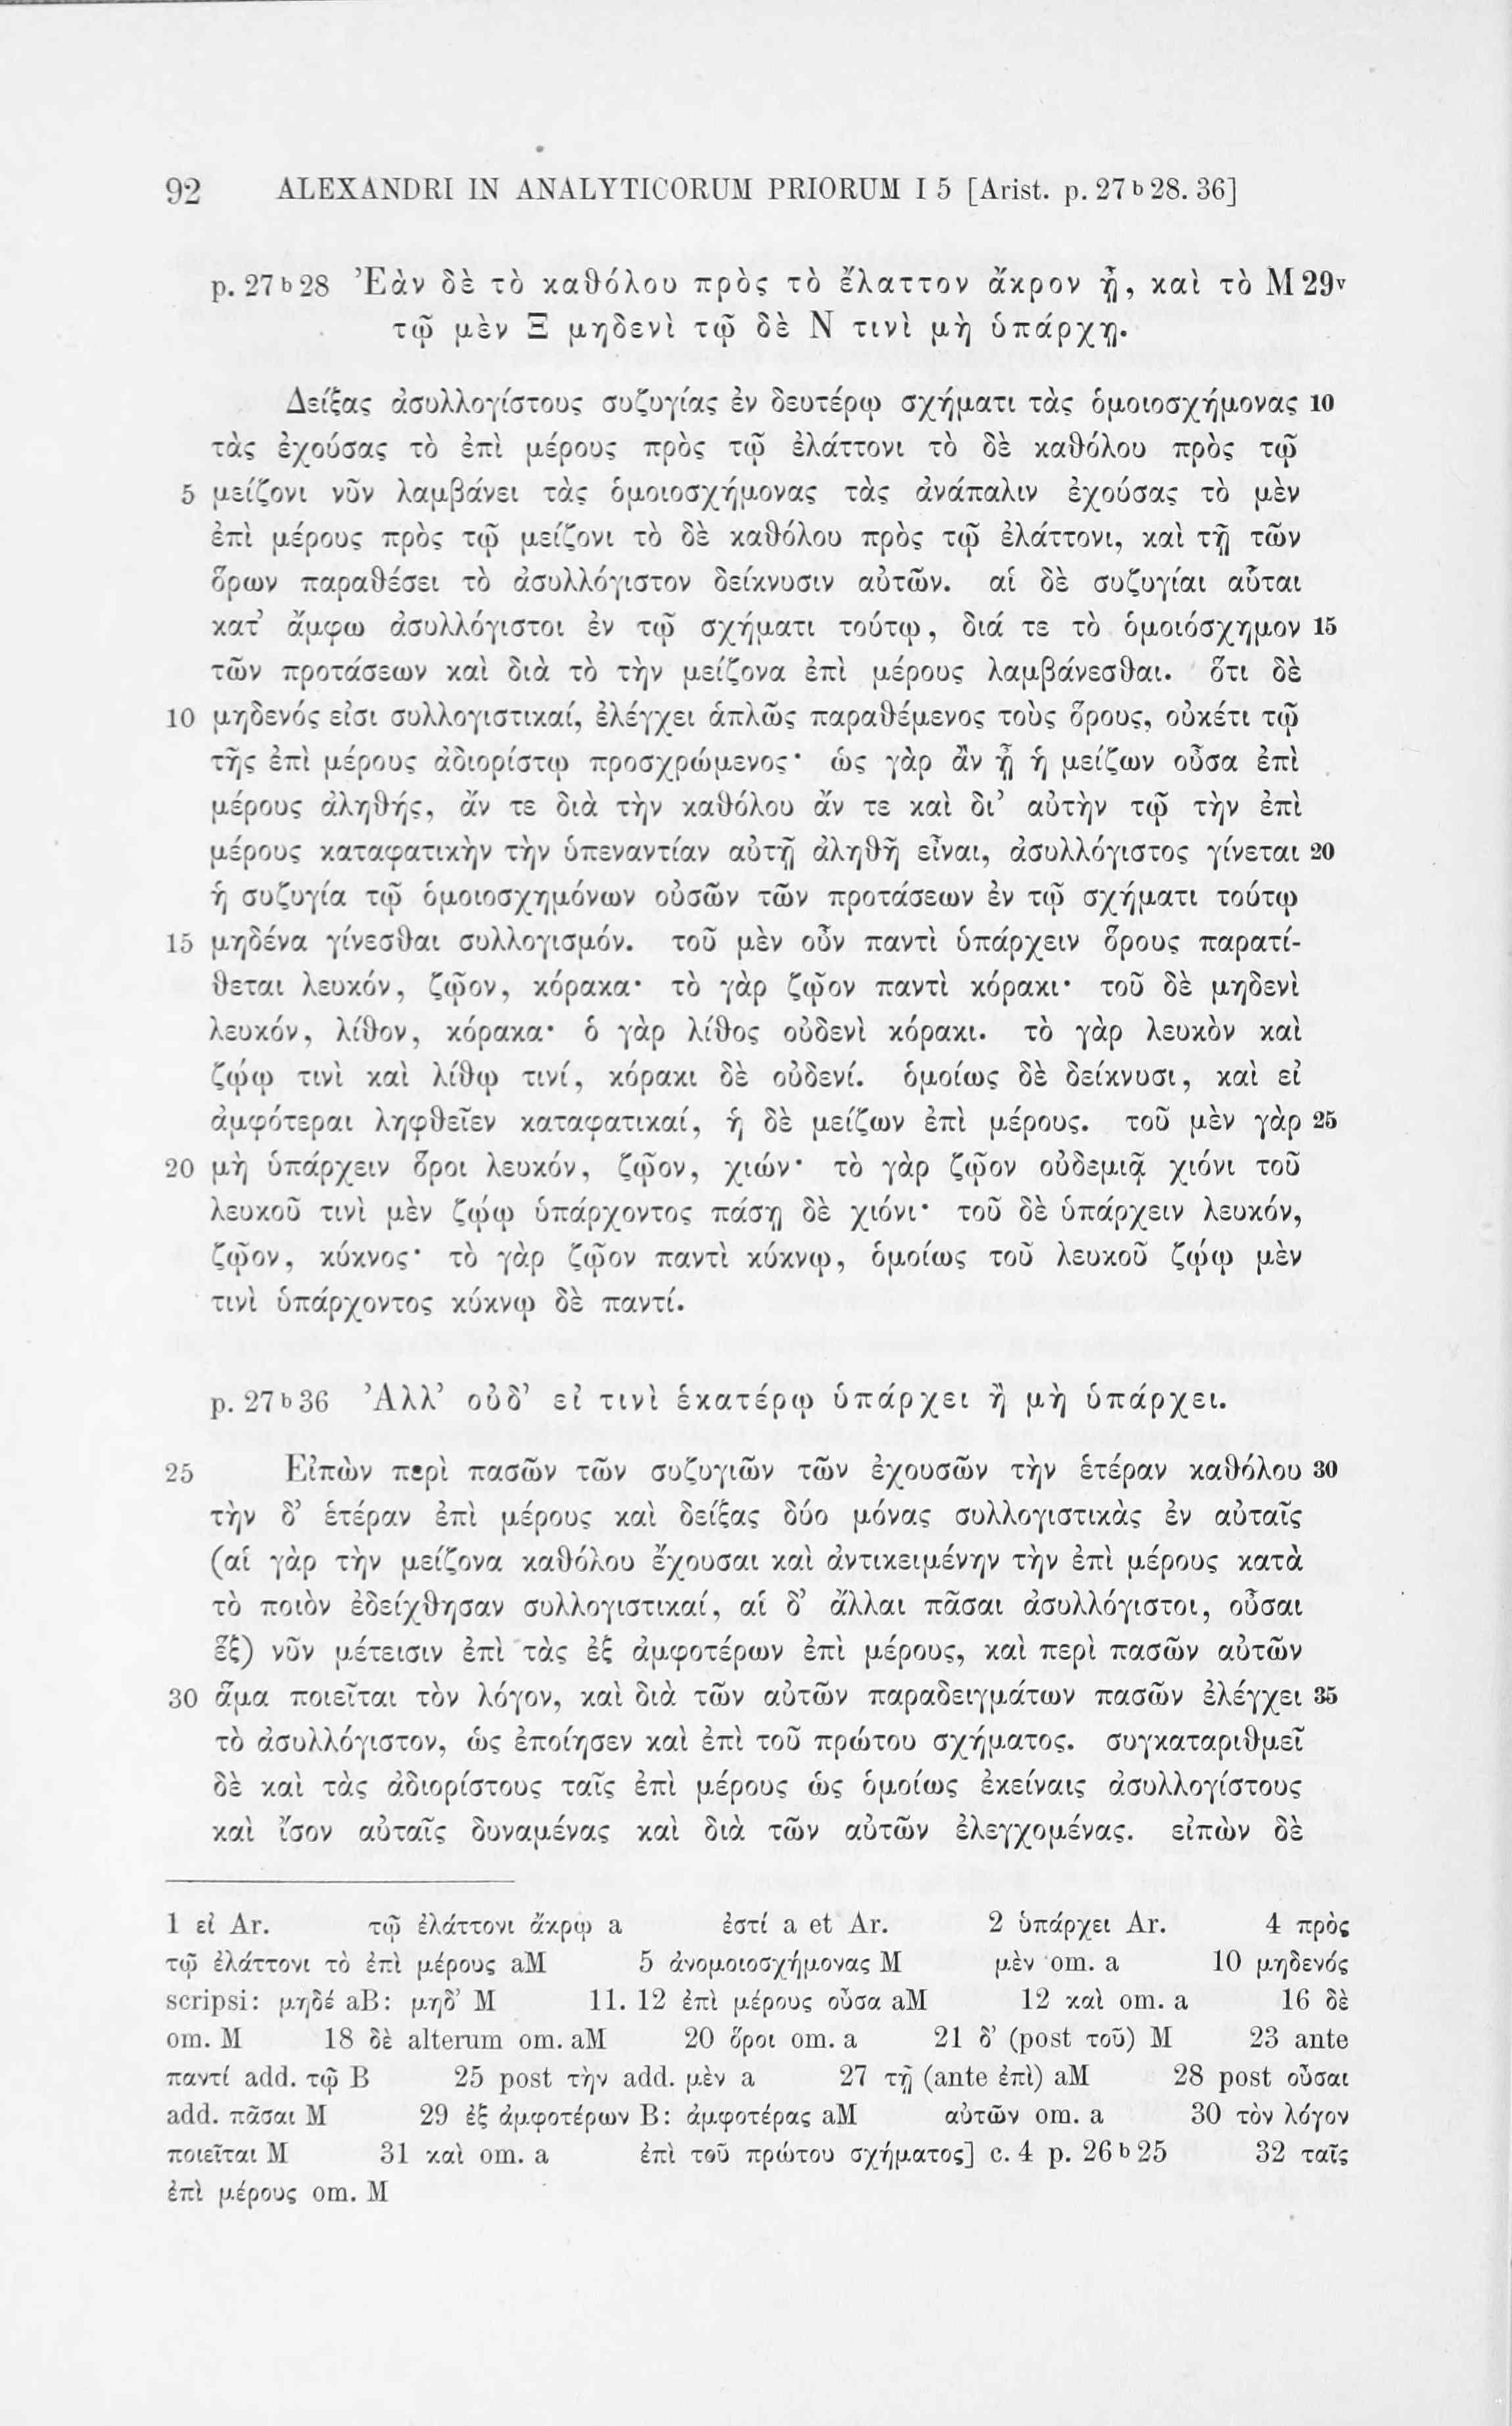 92 ALEXANDRI IN ANALYTICORUM PRIORUM I 5 [Arist. p. 27ᵇ28. 36]
p. 27ᵇ28 Ἐὰν δὲ τὸ καθόλου πρὸς τὸ ἔλαττον ἄκρον ᾖ, καὶ τὸ Μ 29ᵛ
τῷ μὲν Ξ μηδενὶ τῷ δὲ Ν τινὶ μὴ ὑπάρχῃ.
Δείξας ἀσυλλογίστους συζυγίας ἐν δευτέρῳ σχήματι τὰς ὁμοιοσχήμονας 10
τὰς ἐχούσας τὸ ἐπὶ μέρους πρὸς τῷ ἐλάττονι τὸ δὲ καθόλου πρὸς τῷ
5 μείζονι νῦν λαμβάνει τὰς ὁμοιοσχήμονας τὰς ἀνάπαλιν ἐχούσας τὸ μὲν
ἐπὶ μέρους πρὸς τῷ μείζονι τὸ δὲ καθόλου πρὸς τῷ ἐλάττονι, καὶ τῇ τῶν
ὅρων παραθέσει τὸ ἀσυλλόγιστον δείκνυσιν αὐτῶν. αἱ δὲ συζυγίαι αὗται
κατ’ ἄμφω ἀσυλλόγιστοι ἐν τῷ σχήματι τούτῳ, διά τε τὸ ὁμοιόσχημον 15
τῶν προτάσεων καὶ διὰ τὸ τὴν μείζονα ἐπὶ μέρους λαμβάνεσθαι. ὅτι δὲ
10 μηδενός εἰσι συλλογιστικαί, ἐλέγχει ἁπλῶς παραθέμενος τοὺς ὅρους, οὐκέτι τῷ
τῆς ἐπὶ μέρους ἀδιορίστῳ προσχρώμενος· ὡς γὰρ ἂν ᾖ ἡ μείζων οὖσα ἐπὶ
μέρους ἀληθής, ἄν τε διὰ τὴν καθόλου ἄν τε καὶ δι’ αὐτὴν τῷ τὴν ἐπὶ
μέρους καταφατικὴν τὴν ὑπεναντίαν αὐτῇ ἀληθῆ εἶναι, ἀσυλλόγιστος γίνεται 20
ἡ συζυγία τῷ ὁμοιοσχημόνων οὐσῶν τῶν προτάσεων ἐν τῷ σχήματι τούτῳ
15 μηδένα γίνεσθαι συλλογισμόν. τοῦ μὲν οὖν παντὶ ὑπάρχειν ὅρους παρατί-
θεται λευκόν, ζῷον, κόρακα· τὸ γὰρ ζῷον παντὶ κόρακι· τοῦ δὲ μηδενὶ
λευκόν, λίθον, κόρακα· ὁ γὰρ λίθος οὐδενὶ κόρακι. τὸ γὰρ λευκὸν καὶ
ζῴῳ τινὶ καὶ λίθῳ τινί, κόρακι δὲ οὐδενί. ὁμοίως δὲ δείκνυσι, καὶ εἰ
ἀμφότεραι ληφθεῖεν καταφατικαί, ἡ δὲ μείζων ἐπὶ μέρους. τοῦ μὲν γὰρ 25
20 μὴ ὑπάρχειν ὅροι λευκόν, ζῷον, χιών· τὸ γὰρ ζῷον οὐδεμιᾷ χιόνι τοῦ
λευκοῦ τινὶ μὲν ζῴῳ ὑπάρχοντος πάσῃ δὲ χιόνι· τοῦ δὲ ὑπάρχειν λευκόν,
ζῷον, κύκνος· τὸ γὰρ ζῷον παντὶ κύκνῳ, ὁμοίως τοῦ λευκοῦ ζῴῳ μὲν
τινὶ ὑπάρχοντος κύκνῳ δὲ παντί.
p. 27ᵇ36 Ἀλλ’ οὐδ’ εἰ τινὶ ἑκατέρῳ ὑπάρχει ἢ μὴ ὑπάρχει.
25 Εἰπὼν περὶ πασῶν τῶν συζυγιῶν τῶν ἐχουσῶν τὴν ἑτέραν καθόλου 30
τὴν δ’ ἑτέραν ἐπὶ μέρους καὶ δείξας δύο μόνας συλλογιστικὰς ἐν αὐταῖς
(αἱ γὰρ τὴν μείζονα καθόλου ἔχουσαι καὶ ἀντικειμένην τὴν ἐπὶ μέρους κατὰ
τὸ ποιὸν ἐδείχθησαν συλλογιστικαί, αἱ δ’ ἄλλαι πᾶσαι ἀσυλλόγιστοι, οὖσαι
ἕξ) νῦν μέτεισιν ἐπὶ τὰς ἐξ ἀμφοτέρων ἐπὶ μέρους, καὶ περὶ πασῶν αὐτῶν
30 ἅμα ποιεῖται τὸν λόγον, καὶ διὰ τῶν αὐτῶν παραδειγμάτων πασῶν ἐλέγχει 35
τὸ ἀσυλλόγιστον, ὡς ἐποίησεν καὶ ἐπὶ τοῦ πρώτου σχήματος. συγκαταριθμεῖ
δὲ καὶ τὰς ἀδιορίστους ταῖς ἐπὶ μέρους ὡς ὁμοίως ἐκείναις ἀσυλλογίστους
καὶ ἴσον αὐταῖς δυναμένας καὶ διὰ τῶν αὐτῶν ἐλεγχομένας. εἰπὼν δὲ
1 εἰ Ar. τῷ ἐλάττονι ἄκρῳ a ἐστί a et Ar. 2 ὑπάρχει Ar. 4 πρὸς
τῷ ἐλάττονι τὸ ἐπὶ μέρους aM 5 ἀνομοιοσχήμονας M μὲν om. a 10 μηδενός
scripsi: μηδέ aB: μηδ’ M 11. 12 ἐπὶ μέρους οὖσα aM 12 καὶ om. a 16 δὲ
om. M 18 δὲ alterum om. aM 20 ὅροι om. a 21 δ’ (post τοῦ) M 23 ante
παντί add. τῷ B 25 post τὴν add. μὲν a 27 τῇ (ante ἐπὶ) aM 28 post οὖσαι
add. πᾶσαι M 29 ἐξ ἀμφοτέρων B: ἀμφοτέρας aM αὐτῶν om. a 30 τὸν λόγον
ποιεῖται M 31 καὶ om. a ἐπὶ τοῦ πρώτου σχήματος] c. 4 p. 26ᵇ25 32 ταῖς
ἐπὶ μέρους om. M